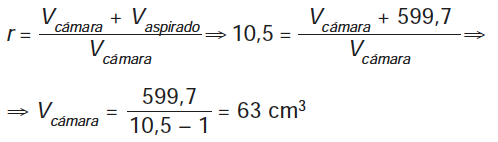 r = (V_cámara + V_aspirado) / V_cámara ⇒ 10,5 = (V_cámara + 599,7) / V_cámara ⇒
⇒ V_cámara = 599,7 / (10,5 – 1) = 63 cm³